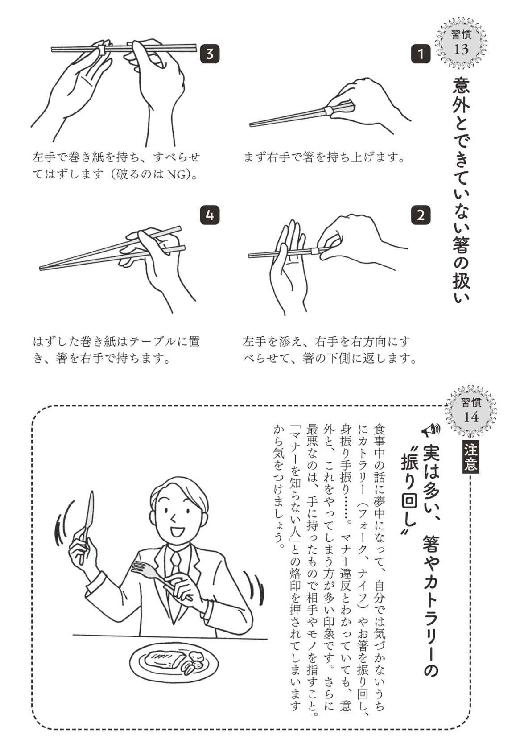 習慣
13
意外とできていない箸の扱い
1
まず右手で箸を持ち上げます。
2
左手を添え、右手を右方向にす
べらせて、箸の下側に返します。
3
左手で巻き紙を持ち、すべらせ
てはずします（破るのはNG）。
4
はずした巻き紙はテーブルに置
き、箸を右手で持ちます。
習慣
14
注意
実は多い、箸やカトラリーの
〝振り回し〟
食事中の話に夢中になって、自分では気づかないうち
にカトラリー（フォーク、ナイフ）やお箸を振り回し、
身振り手振り……。マナー違反とわかっていても、意
外と、これをやってしまう方が多い印象です。さらに
最悪なのは、手に持ったもので相手やモノを指すこと。
「マナーを知らない人」との烙印を押されてしまいます
から気をつけましょう。